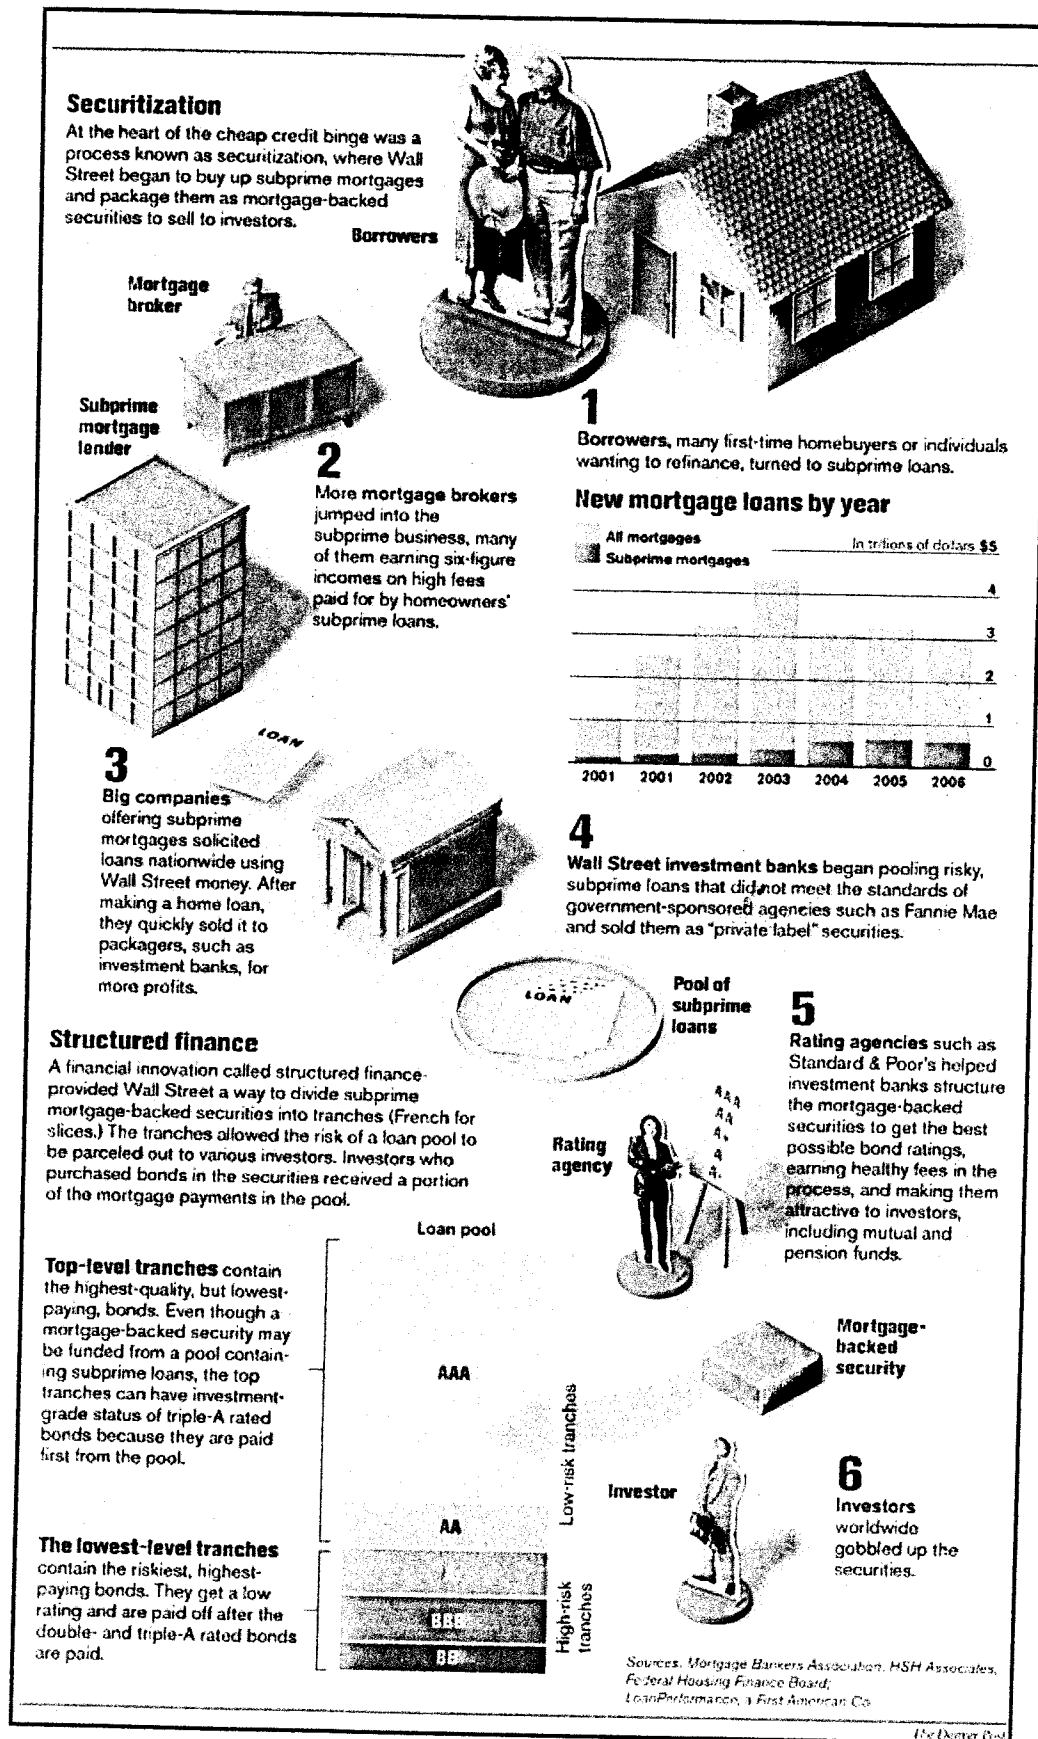 Securitization
At the heart of the cheap credit binge was a
process known as securitization, where Wall
Street began to buy up subprime mortgages
and package them as mortgage-backed
securities to sell to investors.
Borrowers
Mortgage
broker
Subprime
mortgage
lender
1
Borrowers, many first-time homebuyers or individuals
wanting to refinance, turned to subprime loans.
2
More mortgage brokers
jumped into the
subprime business, many
of them earning six-figure
incomes on high fees
paid for by homeowners'
subprime loans.
New mortgage loans by year
All mortgages
Subprime mortgages
In trillions of dollars $5
4
3
2
1
0
2001 2001 2002 2003 2004 2005 2006
LOAN
3
Big companies
offering subprime
mortgages solicited
loans nationwide using
Wall Street money. After
making a home loan,
they quickly sold it to
packagers, such as
investment banks, for
more profits.
4
Wall Street investment banks began pooling risky,
subprime loans that did not meet the standards of
government-sponsored agencies such as Fannie Mae
and sold them as "private label" securities.
LOAN
Pool of
subprime
loans
5
Rating agencies such as
Standard & Poor's helped
investment banks structure
the mortgage-backed
securities to get the best
possible bond ratings,
earning healthy fees in the
process, and making them
attractive to investors,
including mutual and
pension funds.
Rating
agency
AAA
AA
A+
A
A-
Structured finance
A financial innovation called structured finance
provided Wall Street a way to divide subprime
mortgage-backed securities into tranches (French for
slices.) The tranches allowed the risk of a loan pool to
be parceled out to various investors. Investors who
purchased bonds in the securities received a portion
of the mortgage payments in the pool.
Loan pool
Top-level tranches contain
the highest-quality, but lowest-
paying, bonds. Even though a
mortgage-backed security may
be funded from a pool contain-
ing subprime loans, the top
tranches can have investment-
grade status of triple-A rated
bonds because they are paid
first from the pool.
AAA
AA
Low-risk tranches
The lowest-level tranches
contain the riskiest, highest-
paying bonds. They get a low
rating and are paid off after the
double- and triple-A rated bonds
are paid.
BBB
BB
High-risk
tranches
Mortgage-
backed
security
Investor
6
Investors
worldwide
gobbled up the
securities.
Sources: Mortgage Bankers Association, HSH Associates,
Federal Housing Finance Board;
LoanPerformance, a First American Co
The Denver Post